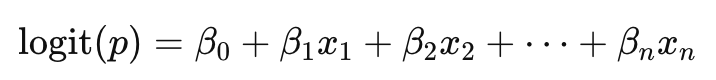 logit(p) = β₀ + β₁x₁ + β₂x₂ + ⋯ + βₙxₙ